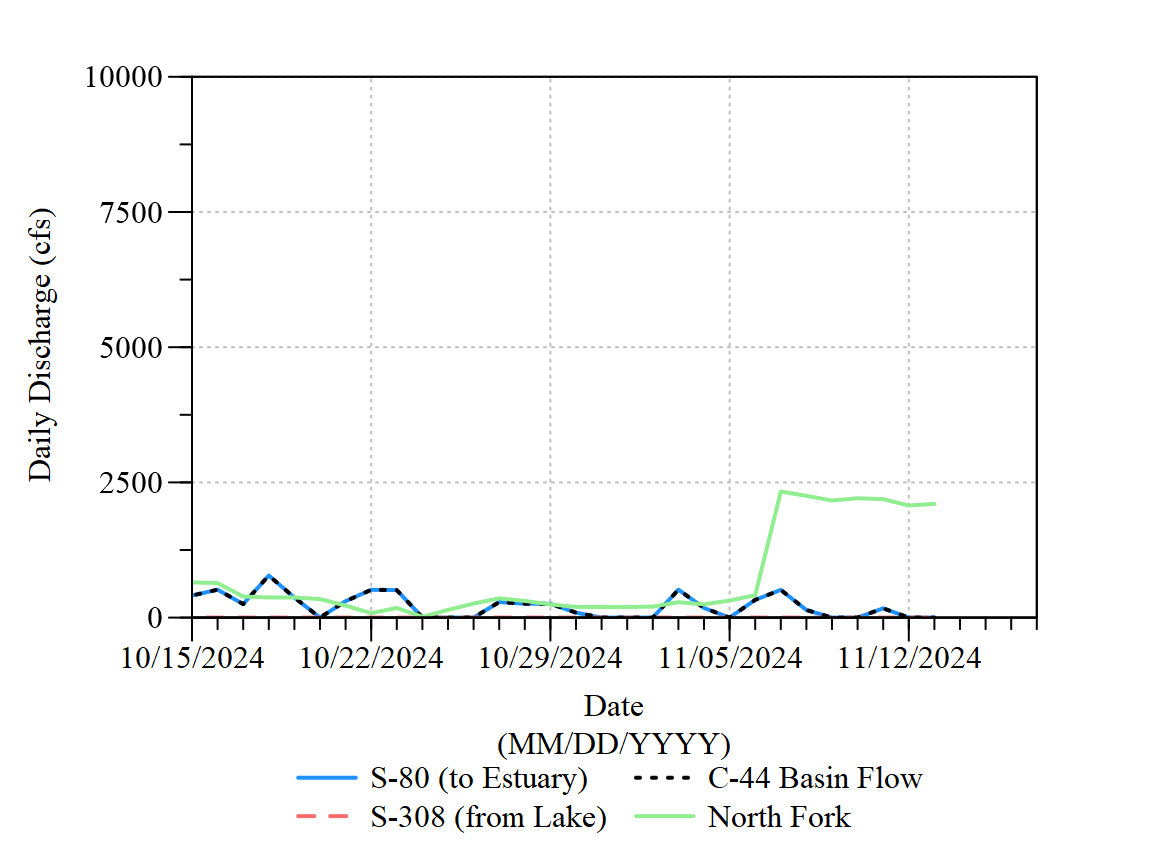 10000
7500
5000
2500
0
Daily Discharge (cfs)
10/15/2024 10/22/2024 10/29/2024 11/05/2024 11/12/2024
Date
(MM/DD/YYYY)
S-80 (to Estuary) C-44 Basin Flow
S-308 (from Lake) North Fork